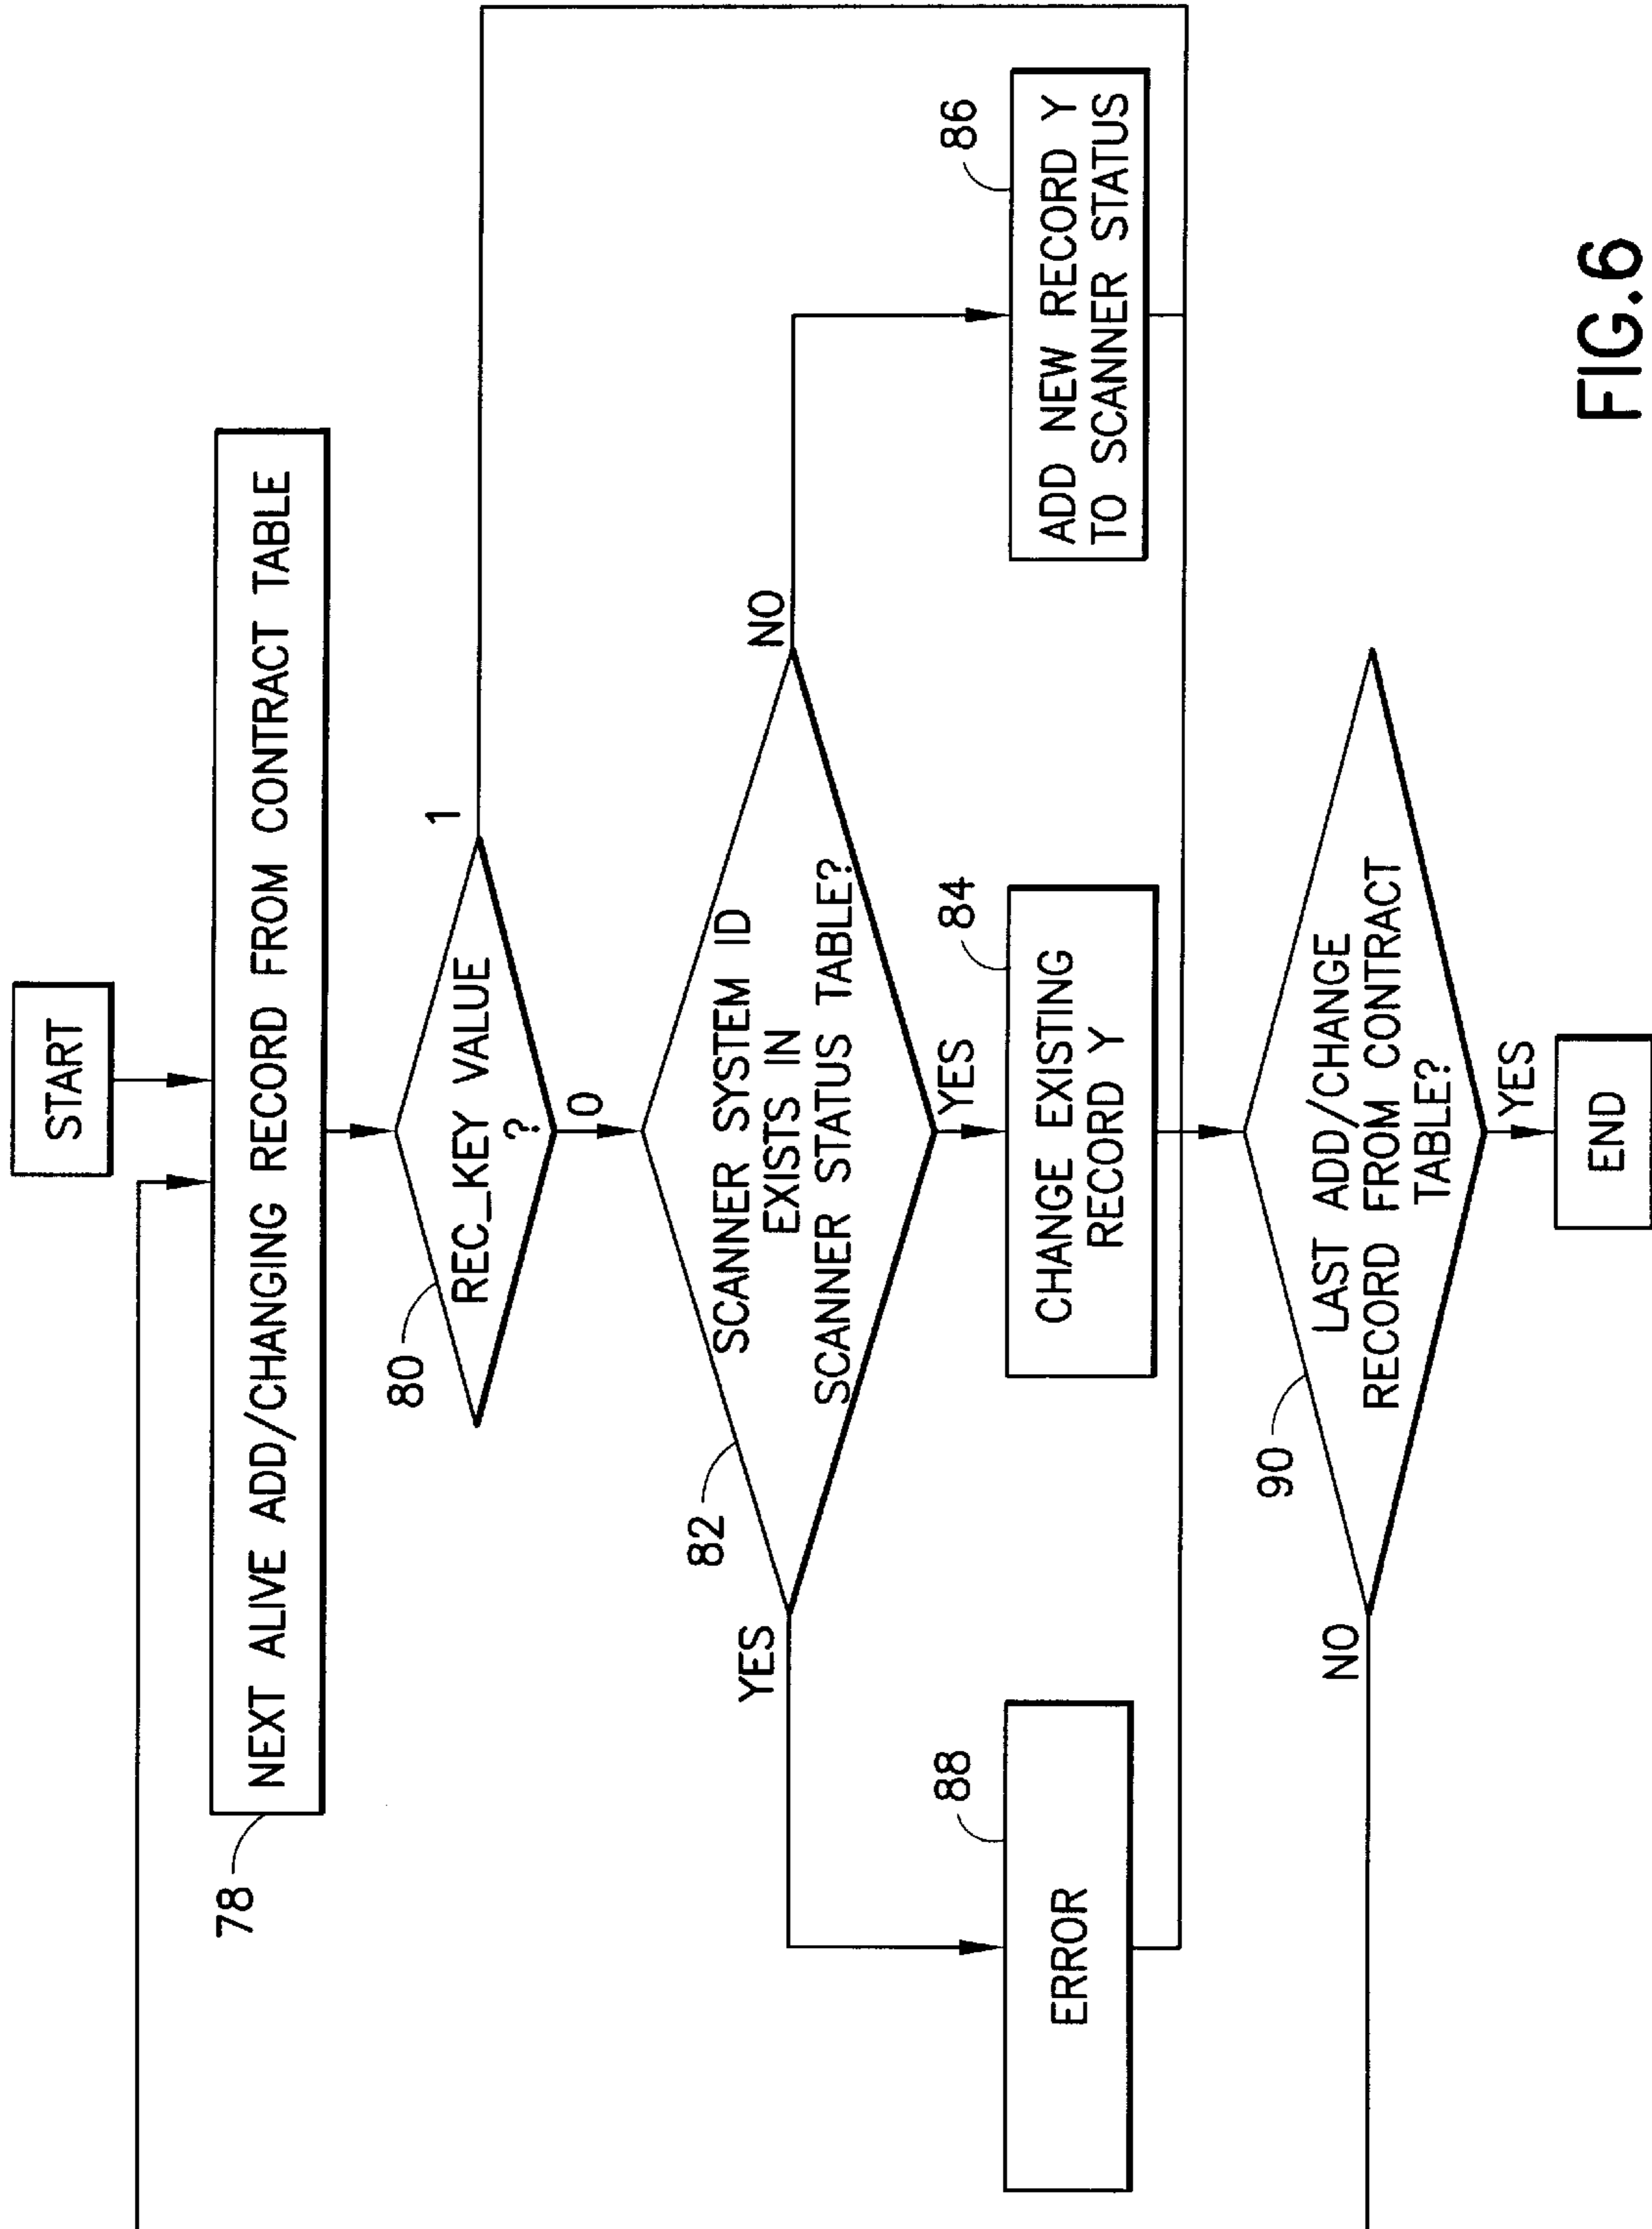 START
78
NEXT ALIVE ADD/CHANGING RECORD FROM CONTRACT TABLE
80
REC_KEY VALUE
?
1
0
82
SCANNER SYSTEM ID
EXISTS IN
SCANNER STATUS TABLE?
YES
NO
YES
88
ERROR
84
CHANGE EXISTING
RECORD Y
86
ADD NEW RECORD Y
TO SCANNER STATUS
90
LAST ADD/CHANGE
RECORD FROM CONTRACT
TABLE?
NO
YES
END
FIG.6